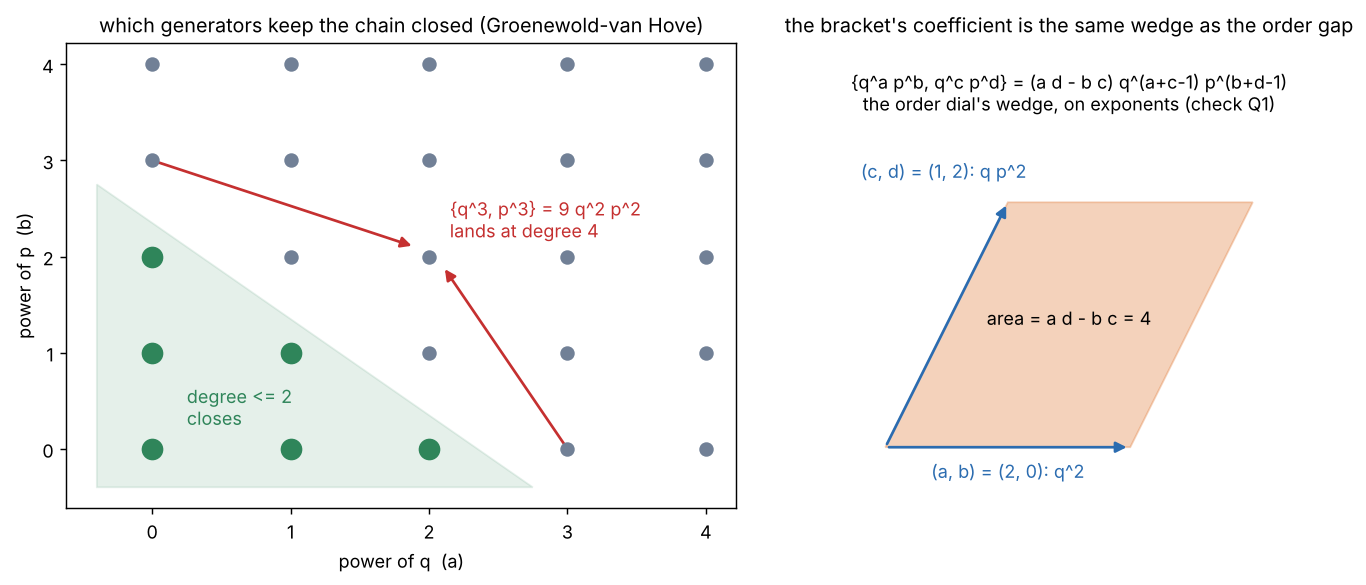 which generators keep the chain closed (Groenewold-van Hove)
4
3
2
1
0
power of p (b)
{q^3, p^3} = 9 q^2 p^2
lands at degree 4
degree <= 2
closes
0
1
2
3
4
power of q (a)
the bracket's coefficient is the same wedge as the order gap
{q^a p^b, q^c p^d} = (a d - b c) q^(a+c-1) p^(b+d-1)
the order dial's wedge, on exponents (check Q1)
(c, d) = (1, 2): q p^2
area = a d - b c = 4
(a, b) = (2, 0): q^2